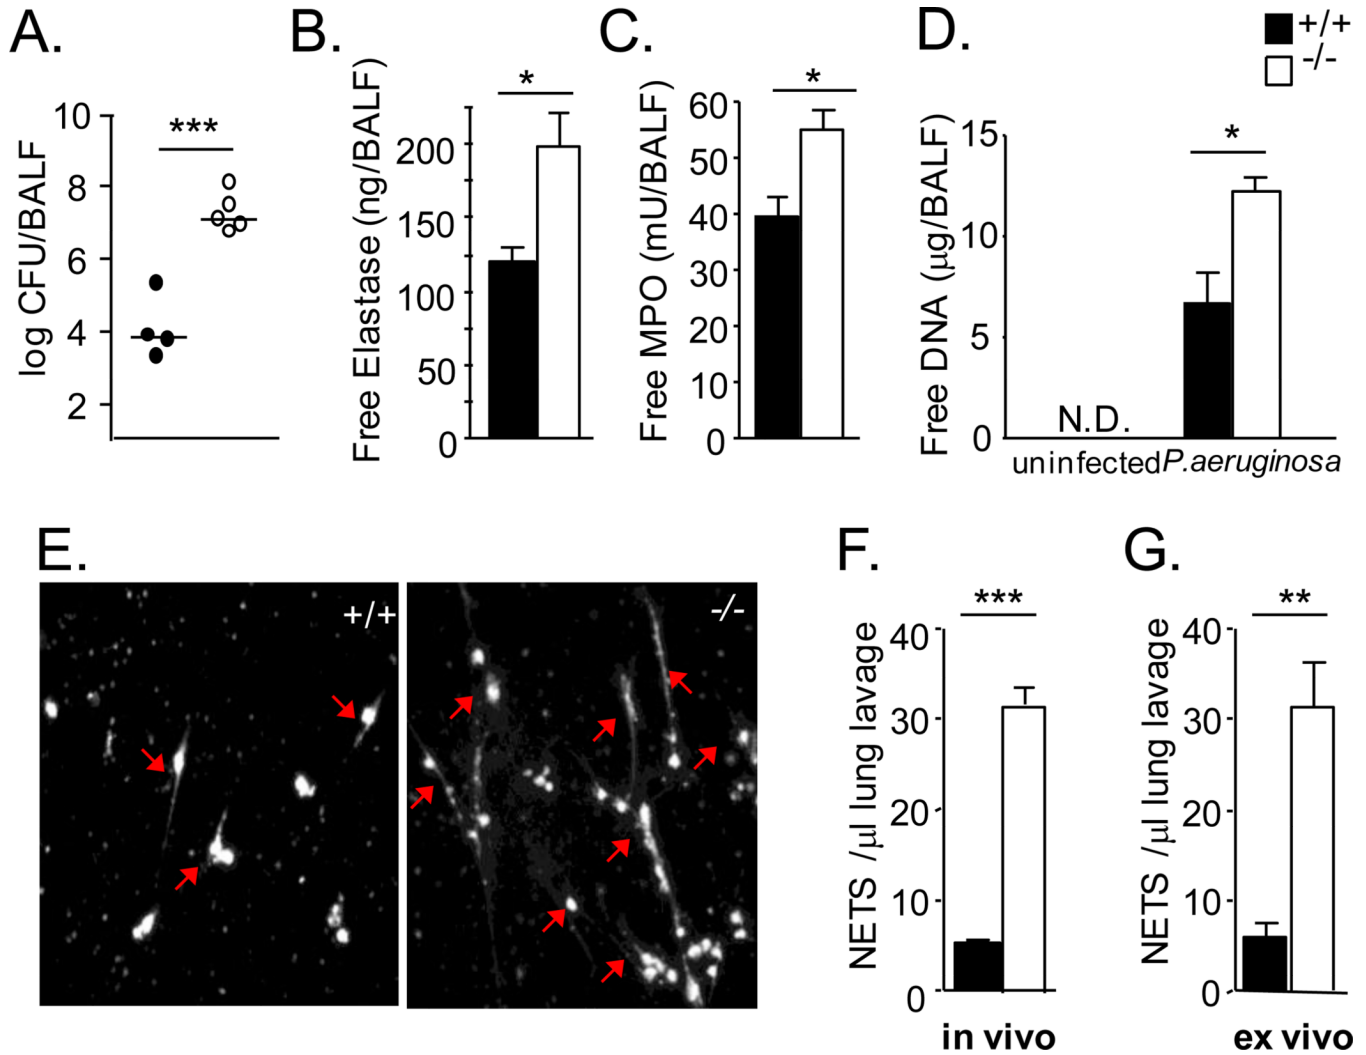 A.
log CFU/BALF
10
8
6
4
2
***
B.
Free Elastase (ng/BALF)
200
150
100
50
0
*
C.
Free MPO (mU/BALF)
60
50
40
30
20
10
0
*
D.
+/+
-/-
Free DNA (µg/BALF)
15
10
5
0
*
N.D.
uninfected P.aeruginosa
E.
+/+
-/-
F.
NETS /µl lung lavage
40
30
20
10
0
***
in vivo
G.
NETS /µl lung lavage
40
30
20
10
0
**
ex vivo